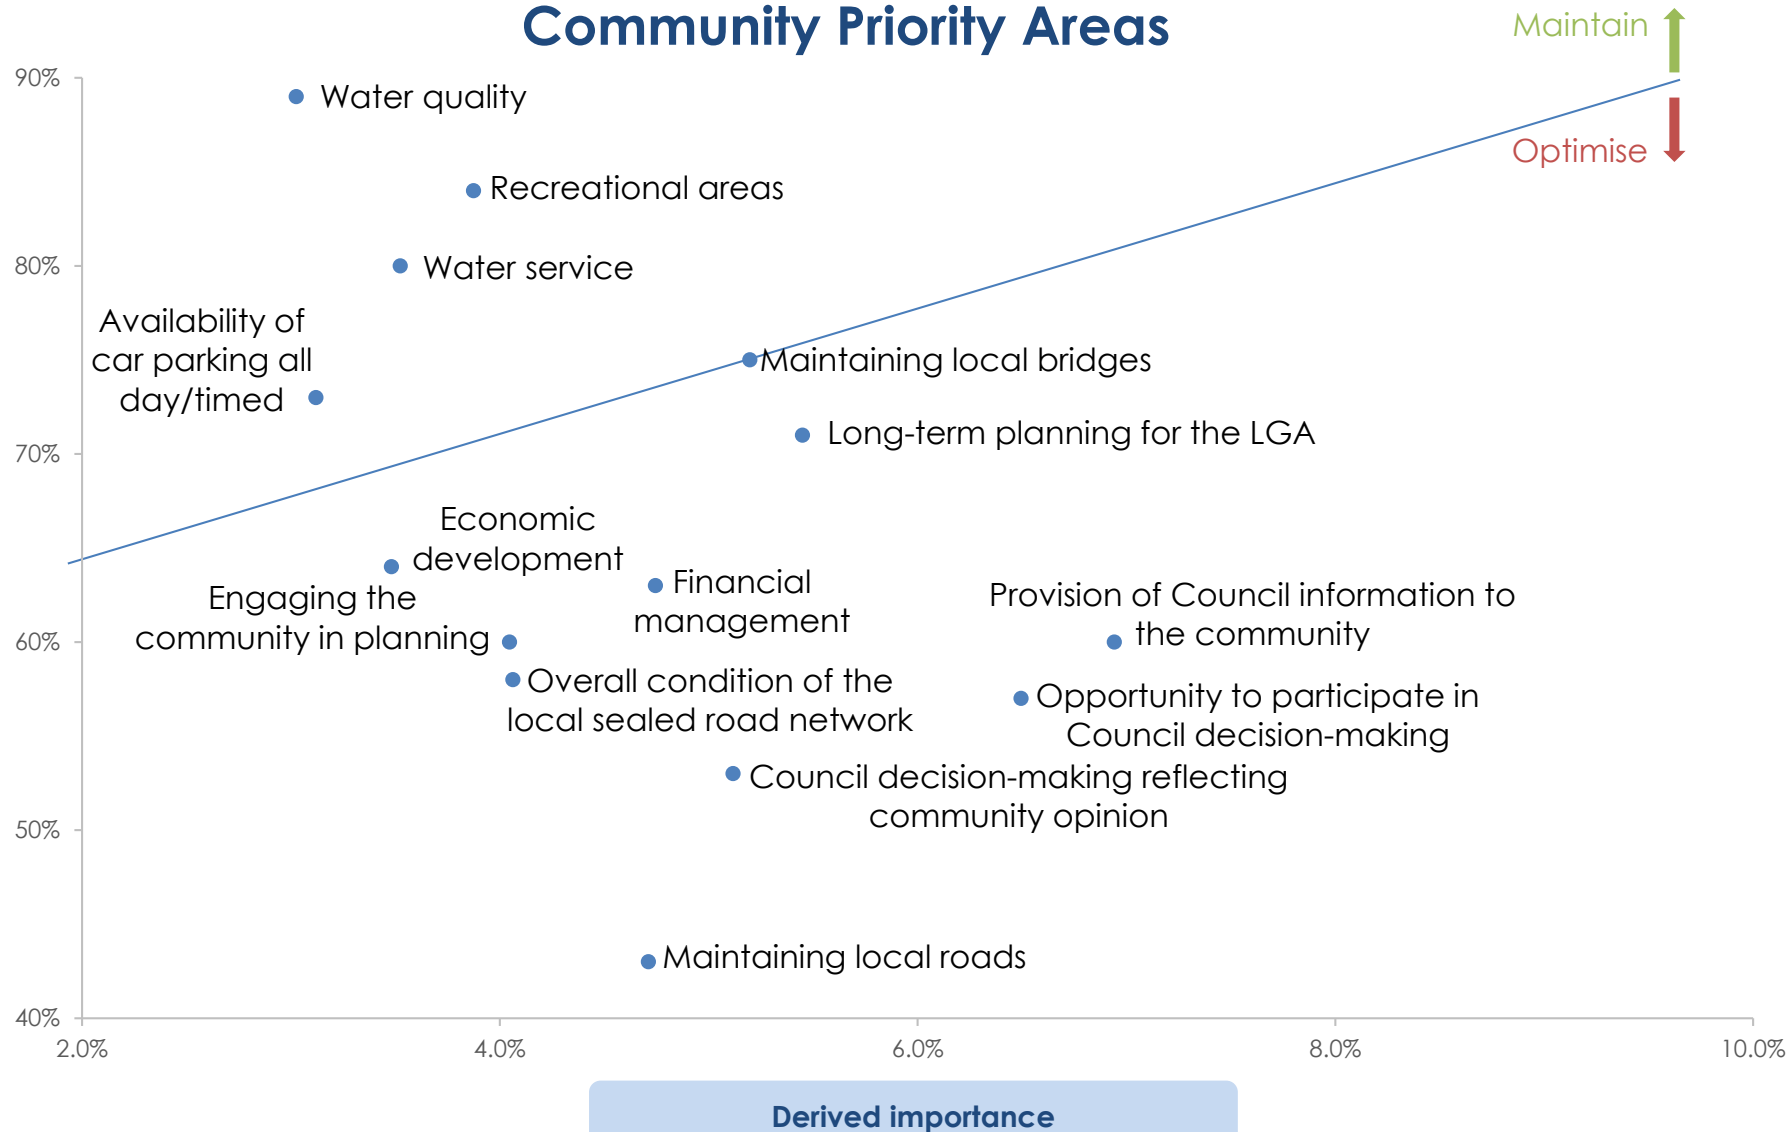 Community Priority Areas
Maintain
90%
Water quality
Optimise
Recreational areas
80%
Water service
Availability of
car parking all
day/timed
Maintaining local bridges
70%
Long-term planning for the LGA
Economic
development
Engaging the
community in planning
Financial
management
Provision of Council information to
the community
60%
Overall condition of the
local sealed road network
Opportunity to participate in
Council decision-making
Council decision-making reflecting
community opinion
50%
Maintaining local roads
40%
2.0%
4.0%
6.0%
8.0%
10.0%
Derived importance